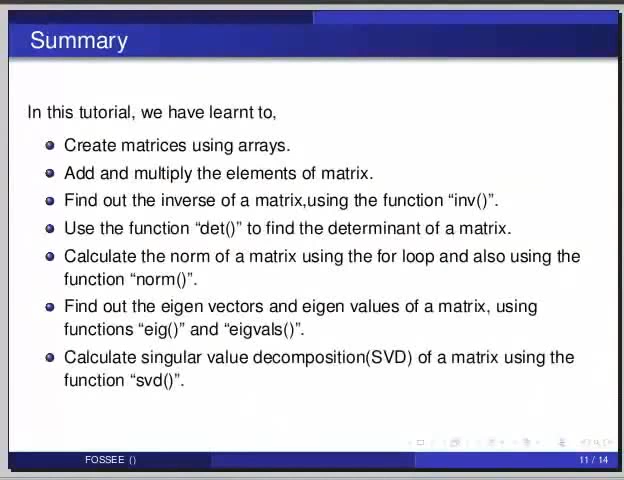 Summary
In this tutorial, we have learnt to,
Create matrices using arrays.
Add and multiply the elements of matrix.
Find out the inverse of a matrix,using the function “inv()”.
Use the function “det()” to find the determinant of a matrix.
Calculate the norm of a matrix using the for loop and also using the
function “norm()”.
Find out the eigen vectors and eigen values of a matrix, using
functions “eig()” and “eigvals()”.
Calculate singular value decomposition(SVD) of a matrix using the
function “svd()”.
FOSSEE () 11 / 14